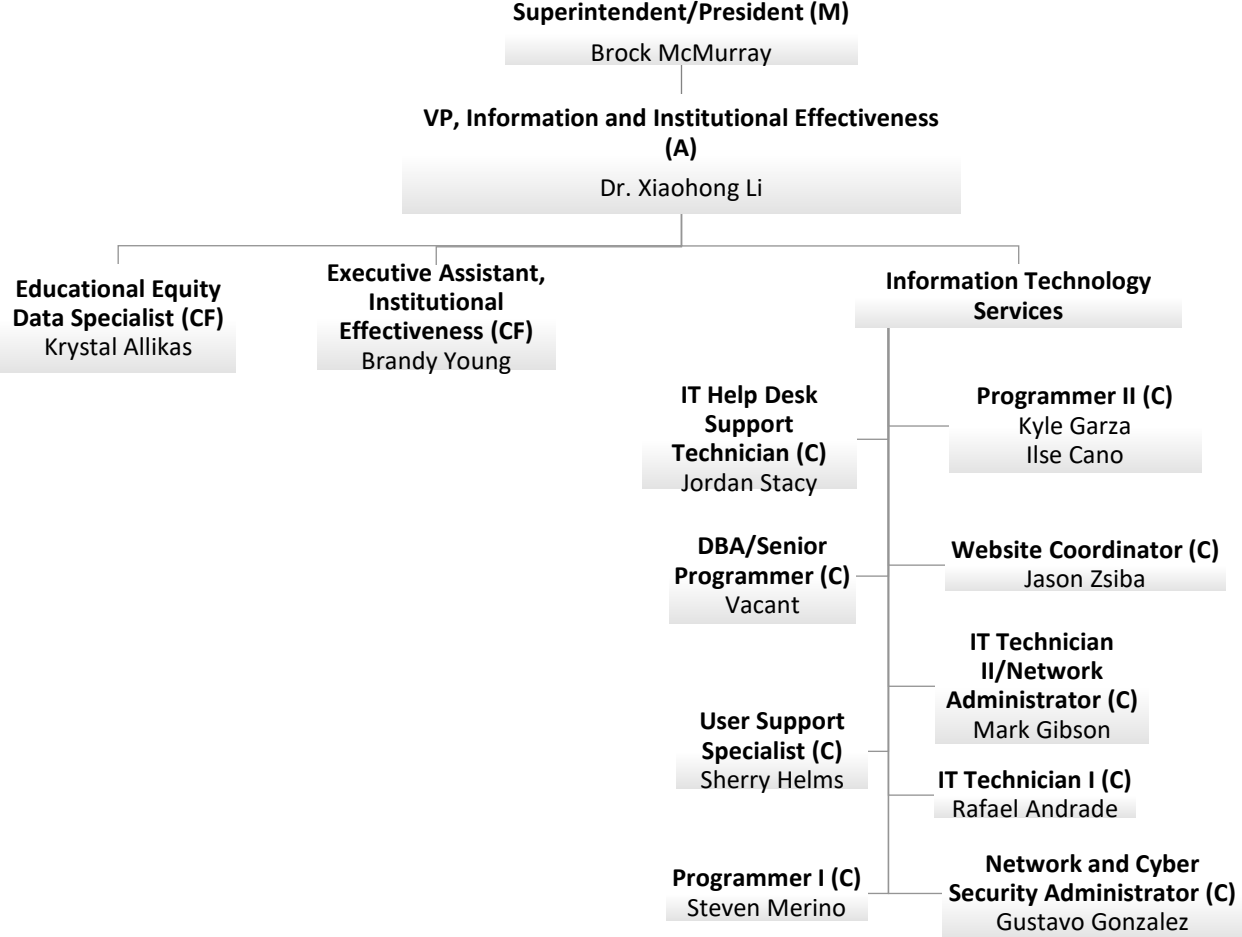 Superintendent/President (M)
Brock McMurray
VP, Information and Institutional Effectiveness
(A)
Dr. Xiaohong Li
Educational Equity
Data Specialist (CF)
Krystal Allikas
Executive Assistant,
Institutional
Effectiveness (CF)
Brandy Young
Information Technology
Services
IT Help Desk
Support
Technician (C)
Jordan Stacy
Programmer II (C)
Kyle Garza
Ilse Cano
DBA/Senior
Programmer (C)
Vacant
Website Coordinator (C)
Jason Zsiba
IT Technician
II/Network
Administrator (C)
Mark Gibson
User Support
Specialist (C)
Sherry Helms
IT Technician I (C)
Rafael Andrade
Programmer I (C)
Steven Merino
Network and Cyber
Security Administrator (C)
Gustavo Gonzalez